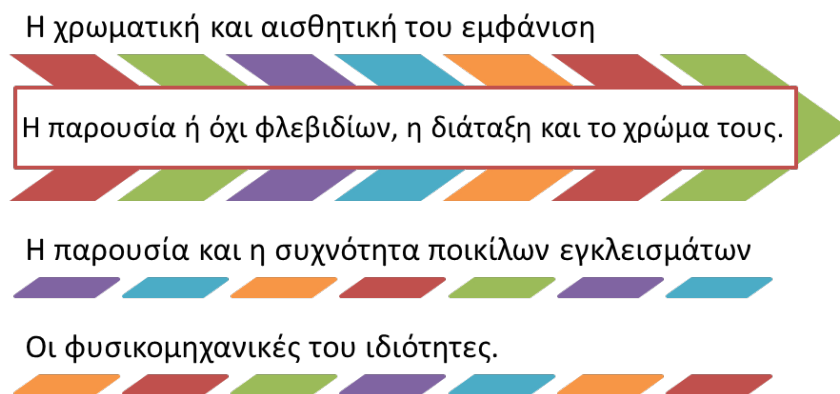 Η χρωματική και αισθητική του εμφάνιση
Η παρουσία ή όχι φλεβιδίων, η διάταξη και το χρώμα τους.
Η παρουσία και η συχνότητα ποικίλων εγκλεισμάτων
Οι φυσικομηχανικές του ιδιότητες.